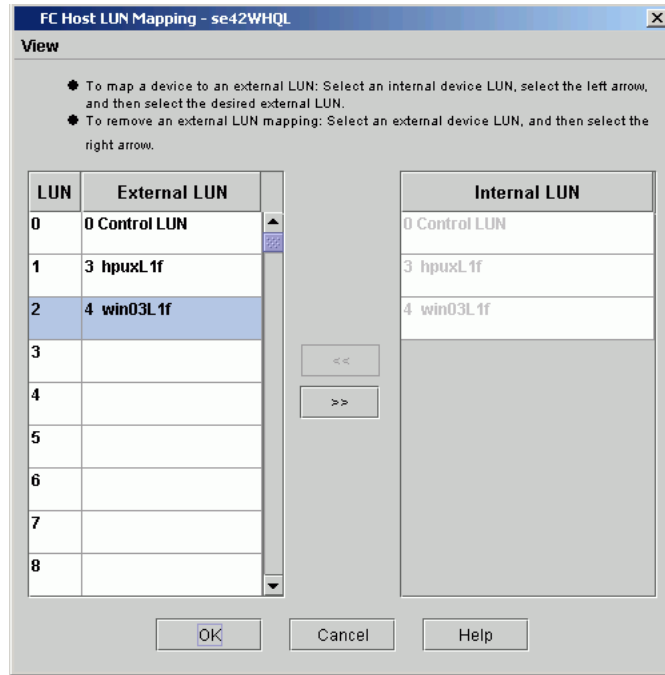 FC Host LUN Mapping - se42WHQL
View
To map a device to an external LUN: Select an internal device LUN, select the left arrow,
and then select the desired external LUN.
To remove an external LUN mapping: Select an external device LUN, and then select the
right arrow.
LUN External LUN Internal LUN
0 0 Control LUN 0 Control LUN
1 3 hpuxL1f 3 hpuxL1f
2 4 win03L1f 4 win03L1f
3
<<
4
>>
5
6
7
8
OK Cancel Help